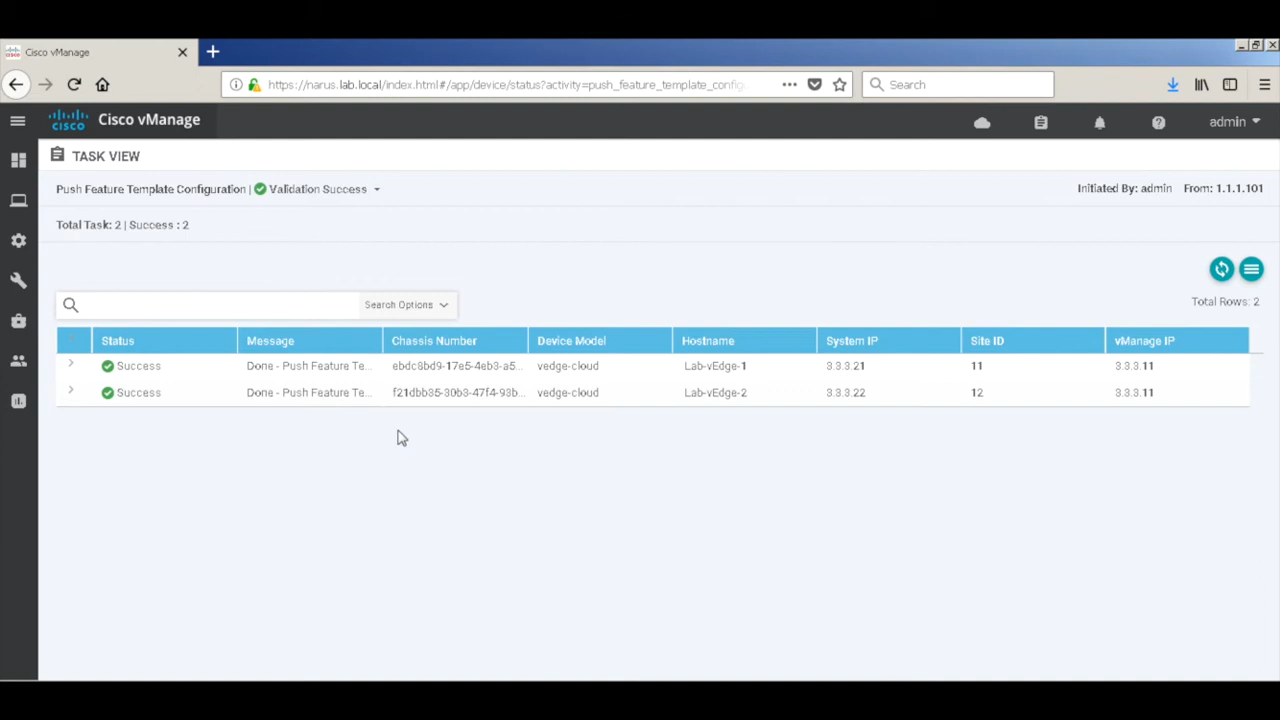 Cisco vManage
https://narus.lab.local/index.html#/app/device/status?activity=push_feature_template_config
Search
CISCO Cisco vManage admin
TASK VIEW
Push Feature Template Configuration | Validation Success Initiated By: admin From: 1.1.1.101
Total Task: 2 | Success : 2
Search Options
Total Rows: 2
Status Message Chassis Number Device Model Hostname System IP Site ID vManage IP
Success Done - Push Feature Te... ebdc8bd9-17e5-4eb3-a5... vedge-cloud Lab-vEdge-1 3.3.3.21 11 3.3.3.11
Success Done - Push Feature Te... f21dbb35-30b3-47f4-93b... vedge-cloud Lab-vEdge-2 3.3.3.22 12 3.3.3.11